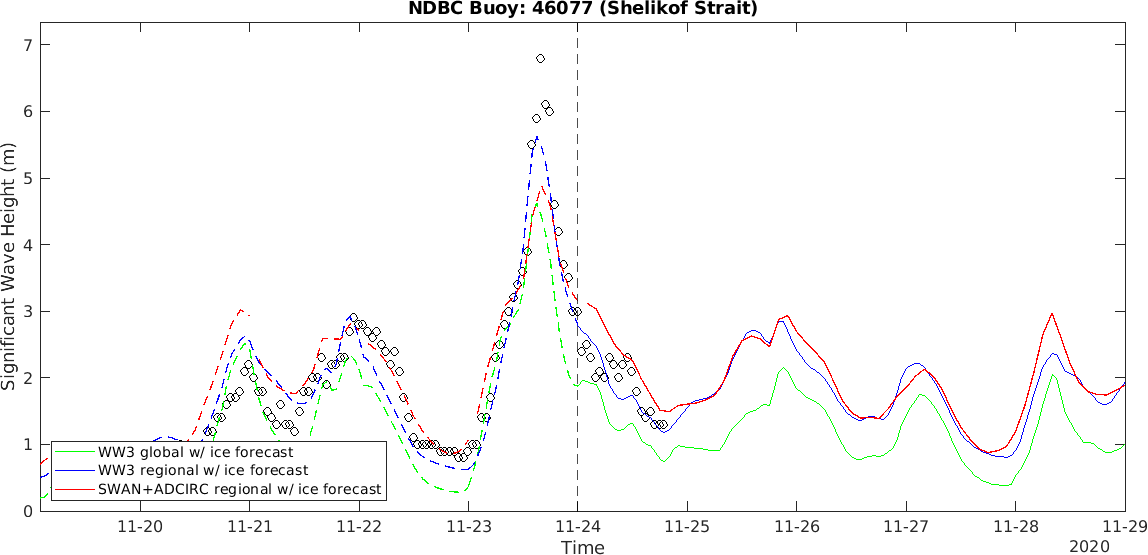 NDBC Buoy: 46077 (Shelikof Strait)
Significant Wave Height (m)
7
6
5
4
3
2
1
0
WW3 global w/ ice forecast
WW3 regional w/ ice forecast
SWAN+ADCIRC regional w/ ice forecast
11-20 11-21 11-22 11-23 11-24 11-25 11-26 11-27 11-28 11-29
Time
2020